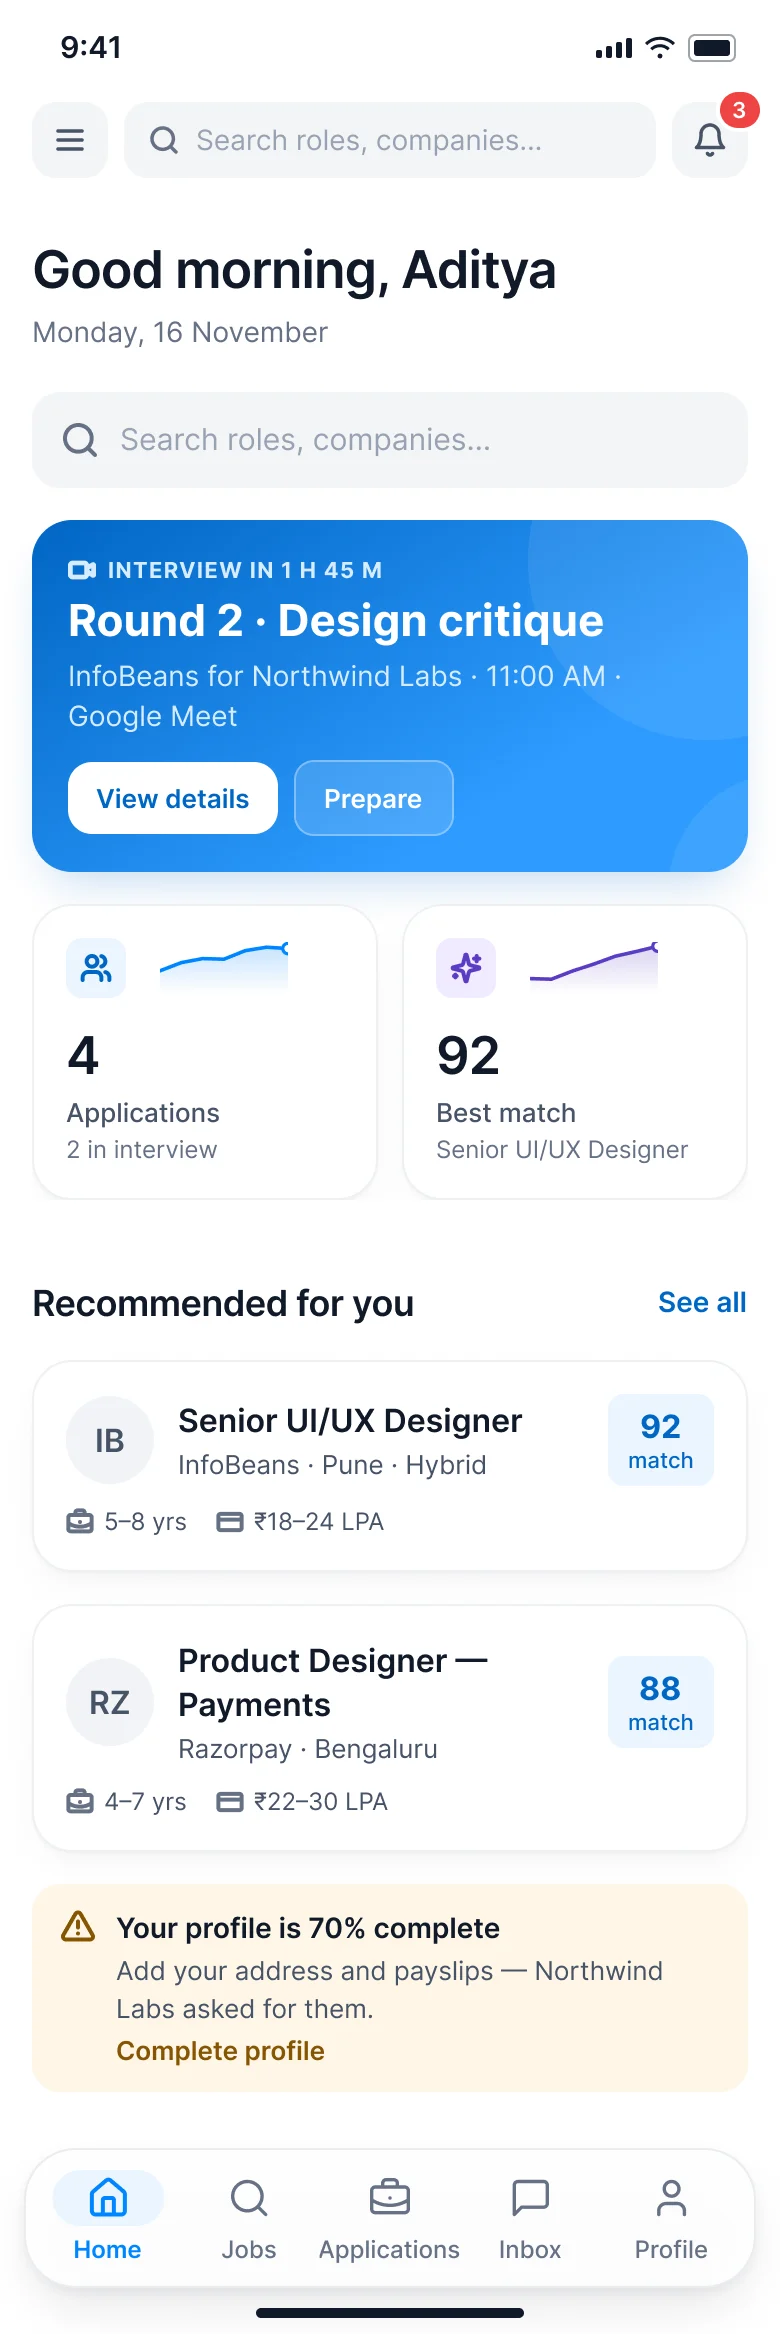 9:41
Search roles, companies...
3
Good morning, Aditya
Monday, 16 November
Search roles, companies...
INTERVIEW IN 1 H 45 M
Round 2 · Design critique
InfoBeans for Northwind Labs · 11:00 AM ·
Google Meet
View details
Prepare
4
Applications
2 in interview
92
Best match
Senior UI/UX Designer
Recommended for you
See all
IB
Senior UI/UX Designer
InfoBeans · Pune · Hybrid
92
match
5–8 yrs
₹18–24 LPA
RZ
Product Designer —
Payments
Razorpay · Bengaluru
88
match
4–7 yrs
₹22–30 LPA
Your profile is 70% complete
Add your address and payslips — Northwind
Labs asked for them.
Complete profile
Home
Jobs
Applications
Inbox
Profile